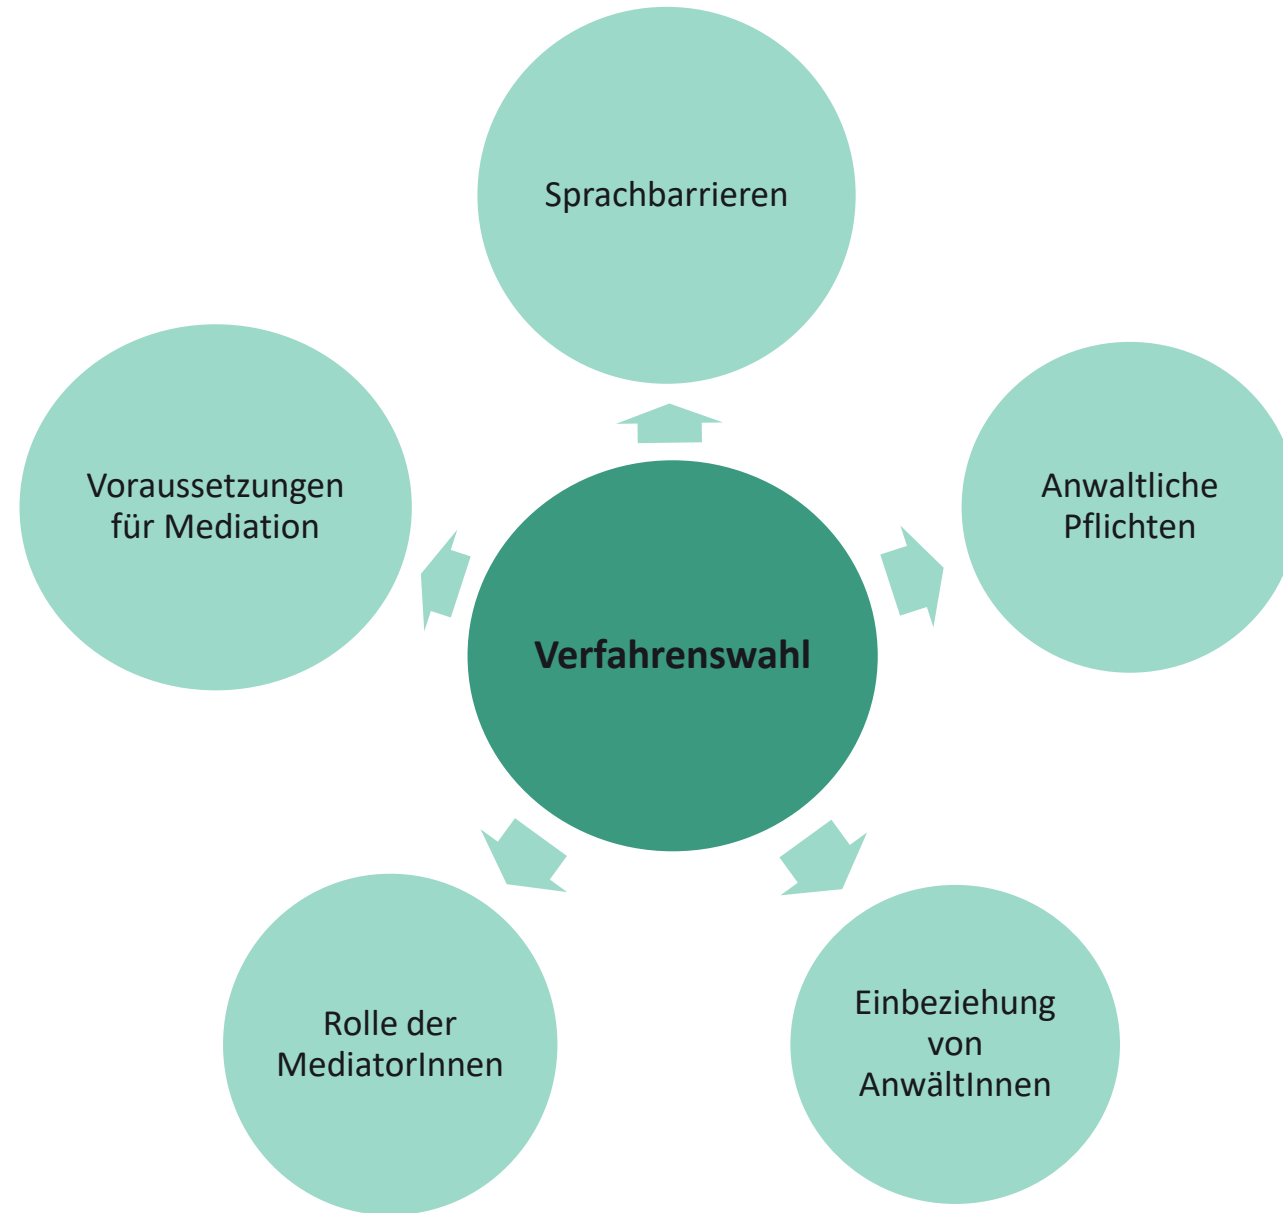 Sprachbarrieren
Voraussetzungen
für Mediation
Anwaltliche
Pflichten
Verfahrenswahl
Rolle der
MediatorInnen
Einbeziehung
von
AnwältInnen